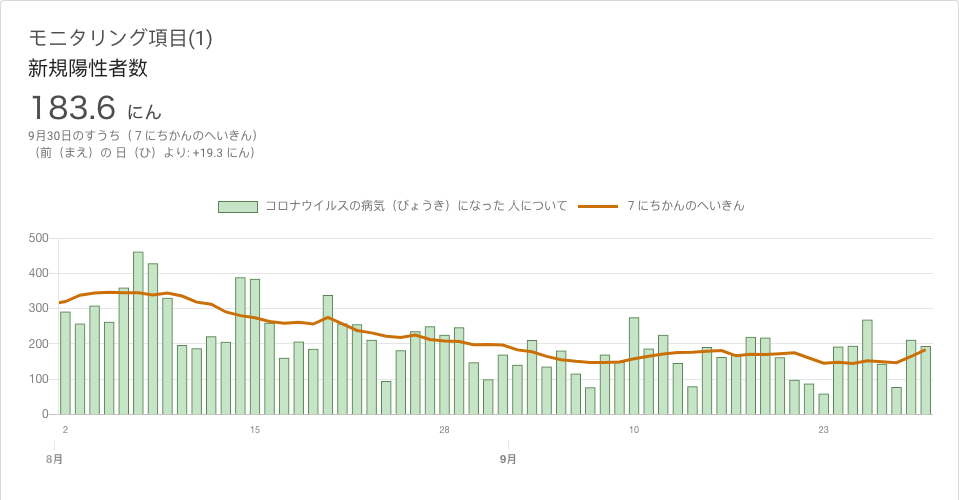 モニタリング項目(1)
新規陽性者数
183.6 にん
9月30日のすうち（７にちかんのへいきん）
（前（まえ）の 日（ひ）より: +19.3 にん）
コロナウイルスの病気（びょうき）になった 人について ７にちかんのへいきん
500
400
300
200
100
0
2 15 28 10 23
8月 9月